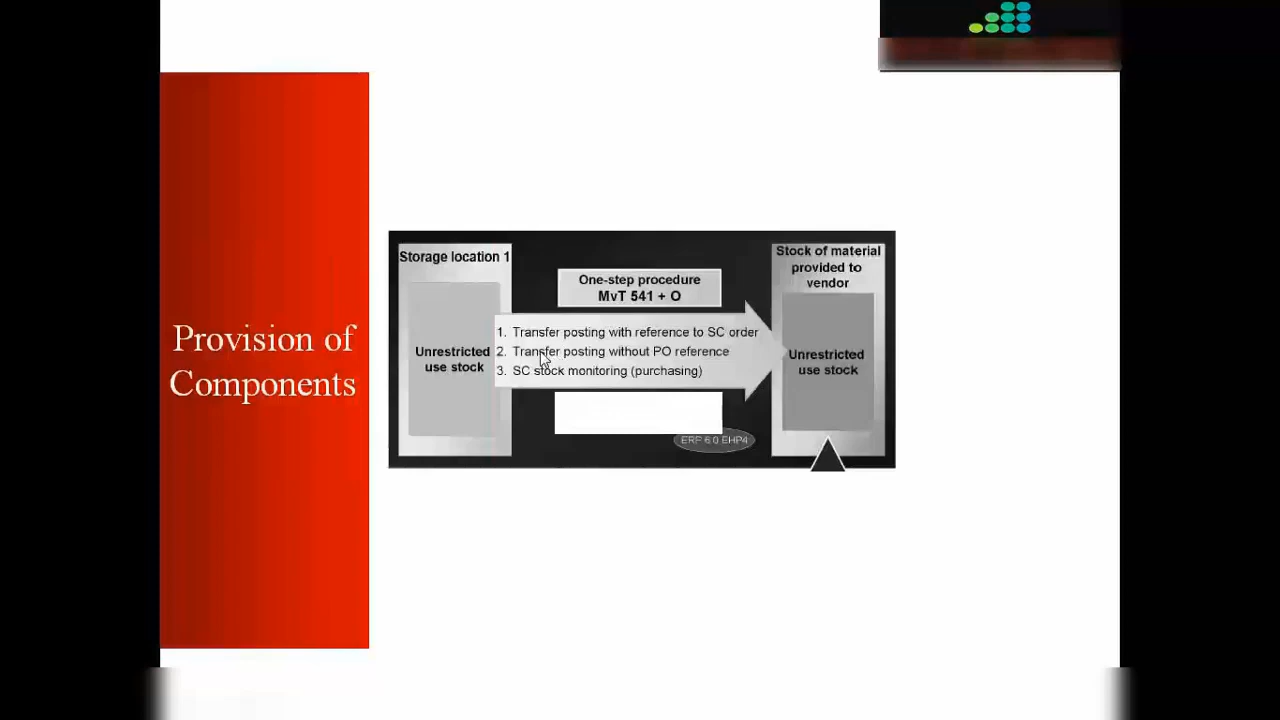 Provision of
Components
Storage location 1
Unrestricted
use stock
One-step procedure
MvT 541 + O
1. Transfer posting with reference to SC order
2. Transfer posting without PO reference
3. SC stock monitoring (purchasing)
ERP 6.0 EHP4
Stock of material
provided to
vendor
Unrestricted
use stock